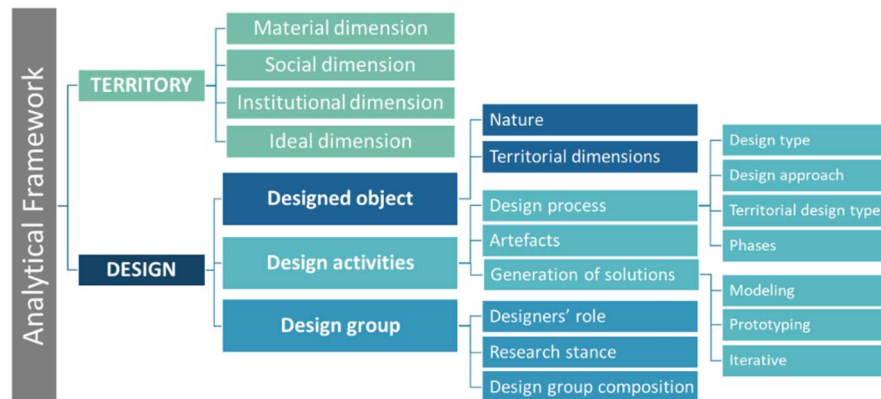 Analytical Framework
TERRITORY
Material dimension
Social dimension
Institutional dimension
Ideal dimension
DESIGN
Designed object
Nature
Territorial dimensions
Design activities
Design process
Design type
Design approach
Territorial design type
Phases
Artefacts
Generation of solutions
Modeling
Prototyping
Iterative
Design group
Designers’ role
Research stance
Design group composition